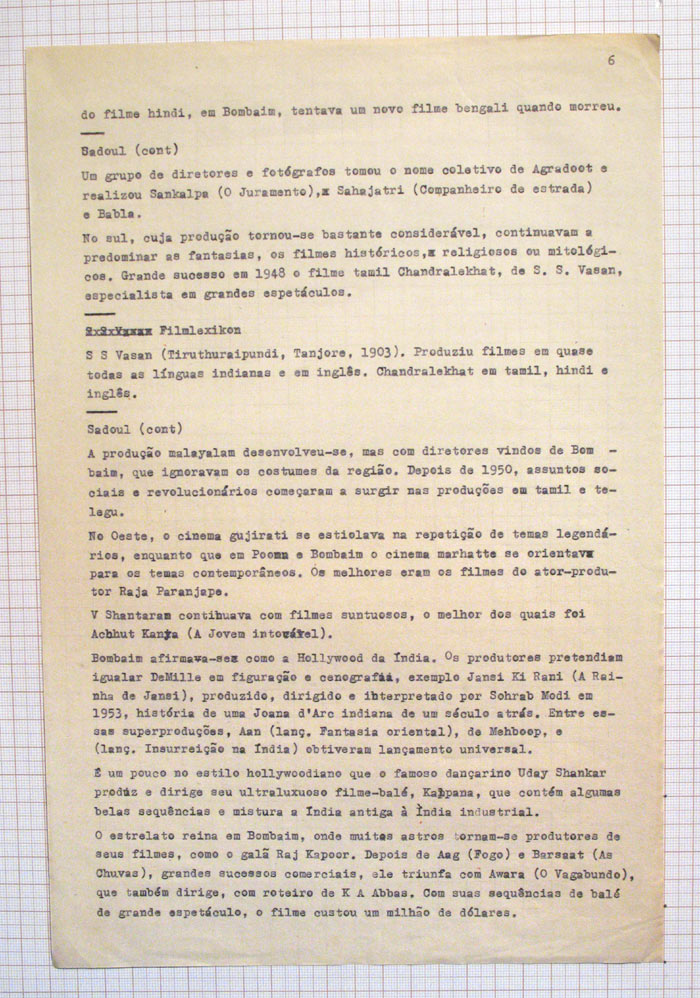 6
do filme hindi, em Bombaim, tentava um novo filme bengali quando morreu.
Sadoul (cont)
Um grupo de diretores e fotógrafos tomou o nome coletivo de Agradoot e
realizou Sankalpa (O Juramento),x Sahajatri (Companheiro de estrada)
e Babla.
No sul, cuja produção tornou-se bastante considerável, continuavam a
predominar as fantasias, os filmes históricos,x religiosos ou mitológi-
cos. Grande sucesso em 1948 o filme tamil Chandralekhat, de S. S. Vasan,
especialista em grandes espetáculos.
Filmlexikon
S S Vasan (Tiruthuraipundi, Tanjore, 1903). Produziu filmes em quase
todas as línguas indianas e em inglês. Chandralekhat em tamil, hindi e
inglês.
Sadoul (cont)
A produção malayalam desenvolveu-se, mas com diretores vindos de Bom -
baim, que ignoravam os costumes da região. Depois de 1950, assuntos so-
ciais e revolucionários começaram a surgir nas produções em tamil e te-
legu.
No Oeste, o cinema gujirati se estiolava na repetição de temas legendá-
rios, enquanto que em Poona e Bombaim o cinema marhatte se orientava
para os temas contemporâneos. Os melhores eram os filmes do ator-produ-
tor Raja Paranjape.
V Shantaram continuava com filmes suntuosos, o melhor dos quais foi
Achhut Kanya (A Jovem intocável).
Bombaim afirmava-sex como a Hollywood da Índia. Os produtores pretendiam
igualar DeMille em figuração e cenografia, exemplo Jansi Ki Rani (A Rai-
nha de Jansi), produzido, dirigido e interpretado por Sohrab Modi em
1953, história de uma Joana d'Arc indiana de um século atrás. Entre es-
sas superproduções, Aan (lanç. Fantasia oriental), de Mehboop, e
(lanç. Insurreição na Índia) obtiveram lançamento universal.
É um pouco no estilo hollywoodiano que o famoso dançarino Uday Shankar
produz e dirige seu ultraluxuoso filme-balé, Kalpana, que contém algumas
belas sequências e mistura a Índia antiga à Índia industrial.
O estrelato reina em Bombaim, onde muitos astros tornam-se produtores de
seus filmes, como o galã Raj Kapoor. Depois de Aag (Fogo) e Barsaat (As
Chuvas), grandes sucessos comerciais, ele triunfa com Awara (O Vagabundo),
que também dirige, com roteiro de K A Abbas. Com suas sequências de balé
de grande espetáculo, o filme custou um milhão de dólares.